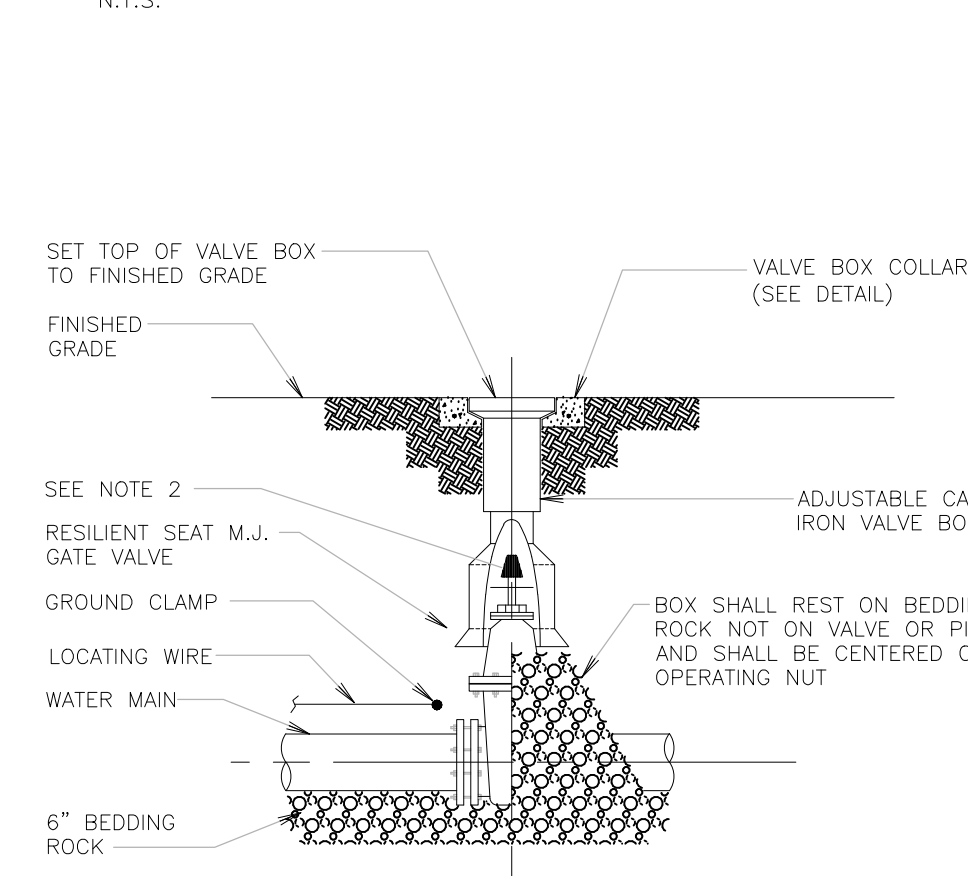 N.T.S.
SET TOP OF VALVE BOX
TO FINISHED GRADE
VALVE BOX COLLAR
(SEE DETAIL)
FINISHED
GRADE
SEE NOTE 2
ADJUSTABLE CA
IRON VALVE BO
RESILIENT SEAT M.J.
GATE VALVE
GROUND CLAMP
BOX SHALL REST ON BEDDI
ROCK NOT ON VALVE OR PI
AND SHALL BE CENTERED O
OPERATING NUT
LOCATING WIRE
WATER MAIN
6” BEDDING
ROCK